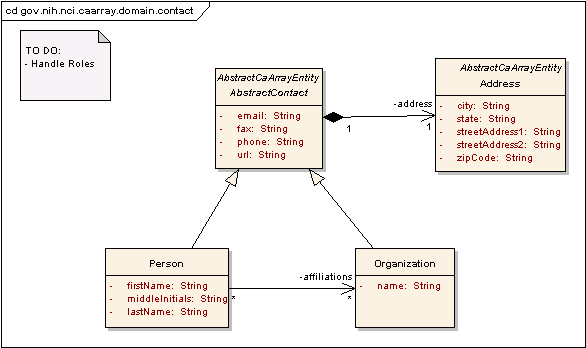 cd gov.nih.nci.caarray.domain.contact
TO DO:
- Handle Roles
AbstractCaArrayEntity
AbstractContact
- email: String
- fax: String
- phone: String
- url: String
-address
1
1
AbstractCaArrayEntity
Address
- city: String
- state: String
- streetAddress1: String
- streetAddress2: String
- zipCode: String
Person
- firstName: String
- middleInitials: String
- lastName: String
-affiliations
*
*
Organization
- name: String